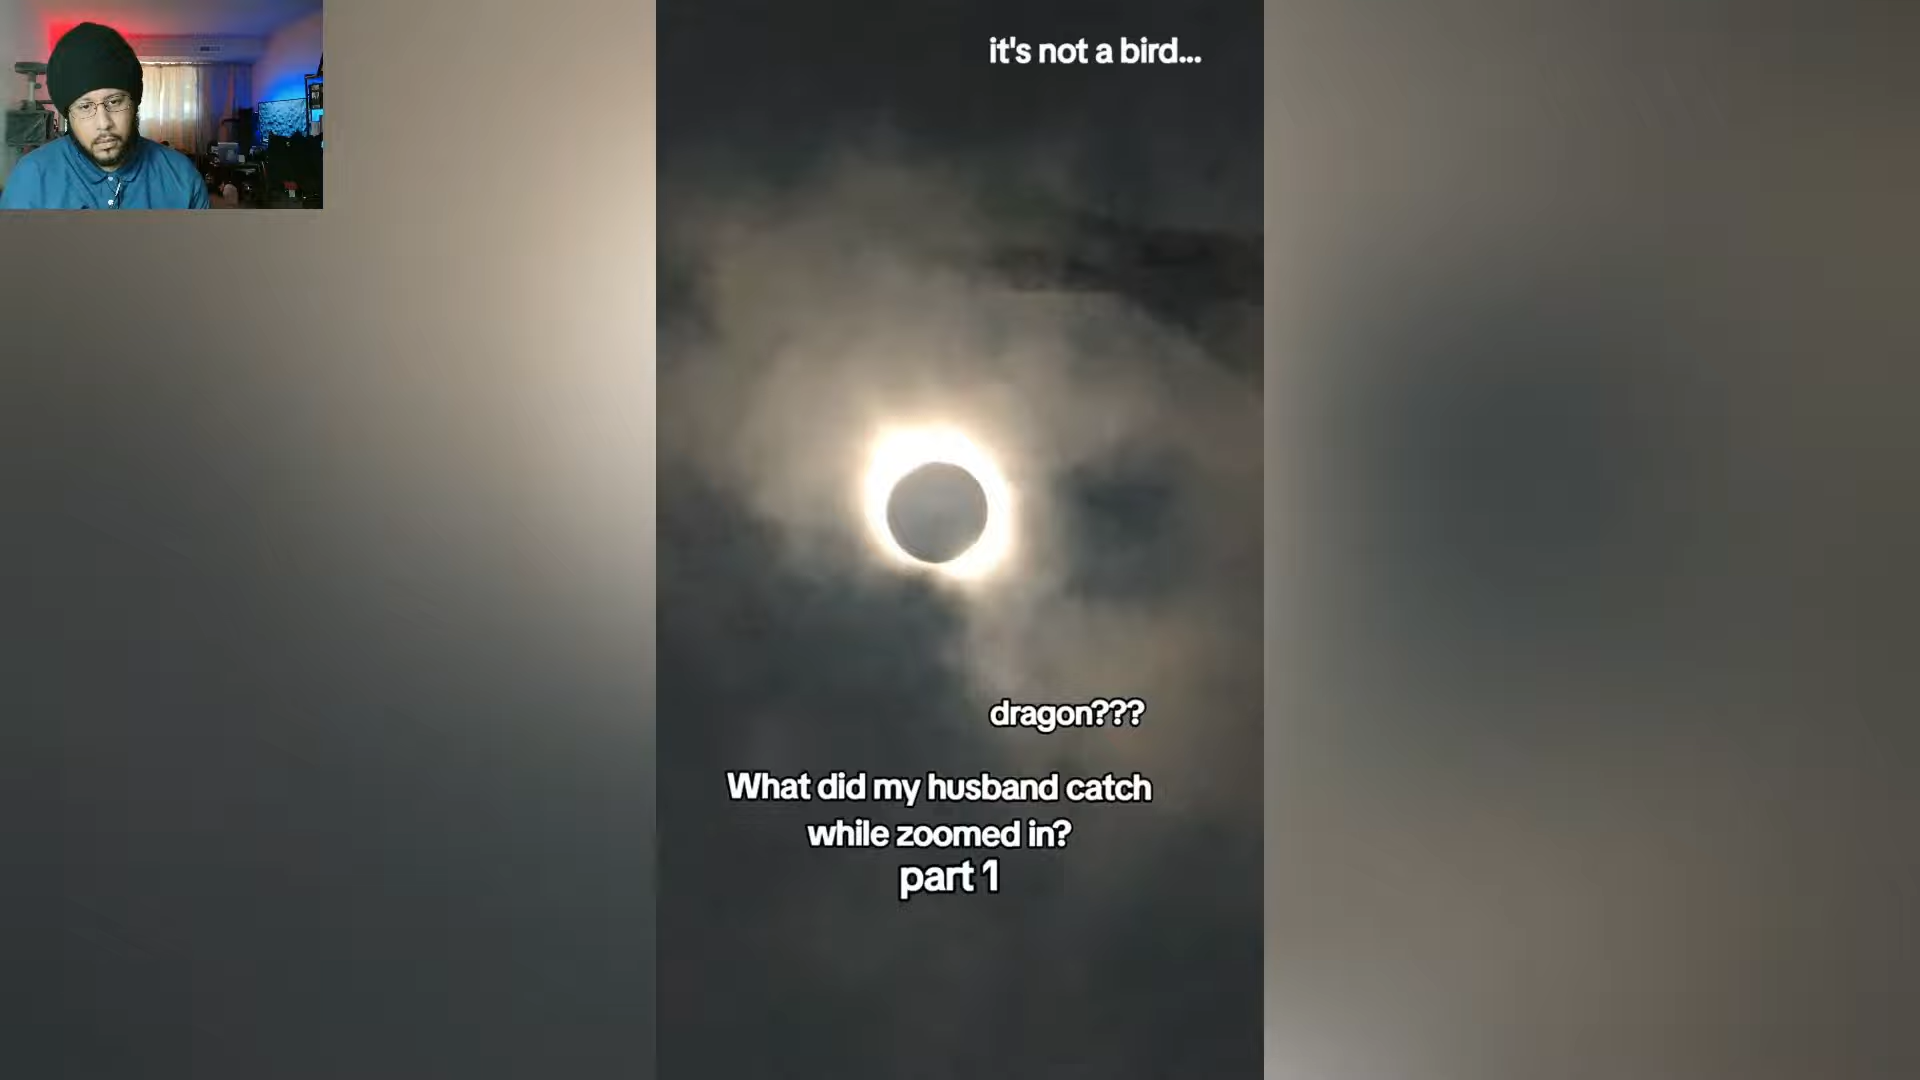 it's not a bird...
dragon???
What did my husband catch
while zoomed in?
part 1